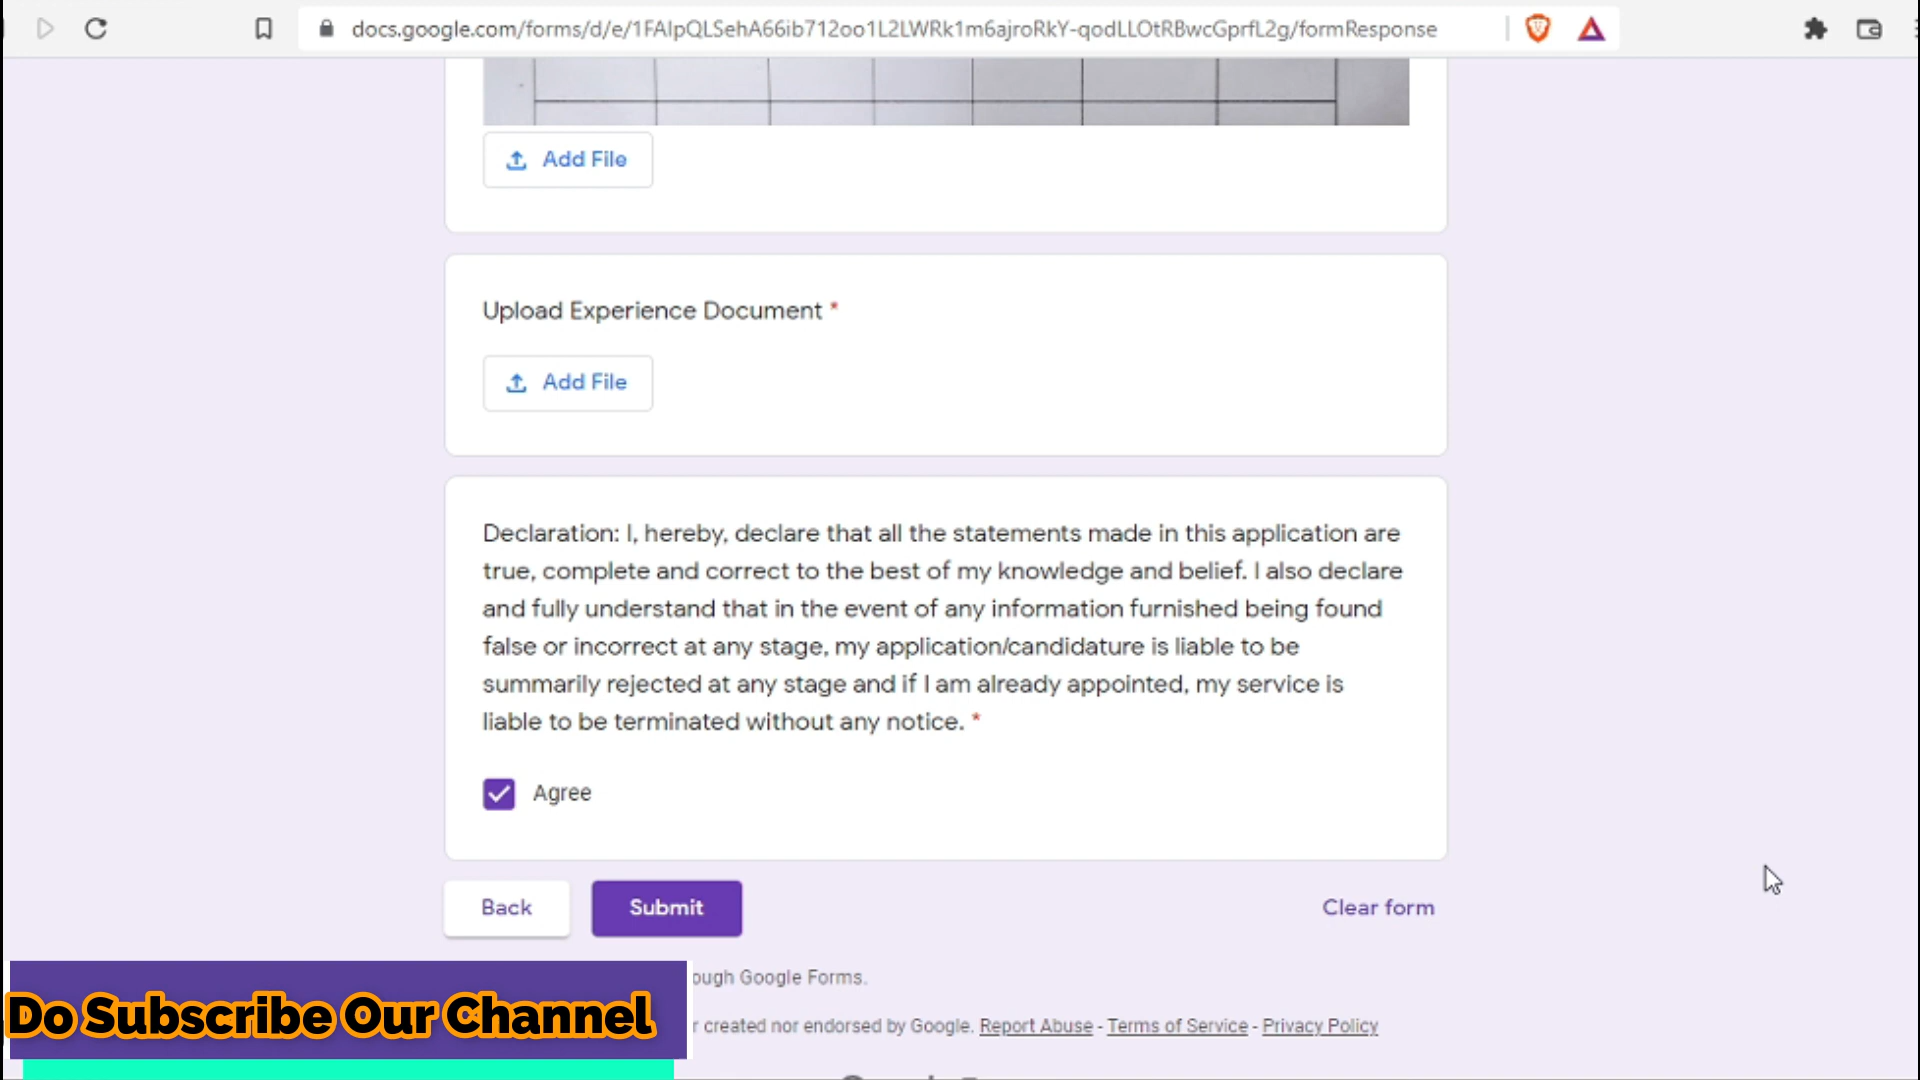 docs.google.com/forms/d/e/1FAIpQLSehA66ib712oo1L2LWRk1m6ajroRkY-qodLLOtRBwcGprfL2g/formResponse
Add File
Upload Experience Document *
Add File
Declaration: I, hereby, declare that all the statements made in this application are
true, complete and correct to the best of my knowledge and belief. I also declare
and fully understand that in the event of any information furnished being found
false or incorrect at any stage, my application/candidature is liable to be
summarily rejected at any stage and if I am already appointed, my service is
liable to be terminated without any notice. *
Agree
Back Submit Clear form
ough Google Forms.
r created nor endorsed by Google. Report Abuse - Terms of Service - Privacy Policy
Do Subscribe Our Channel